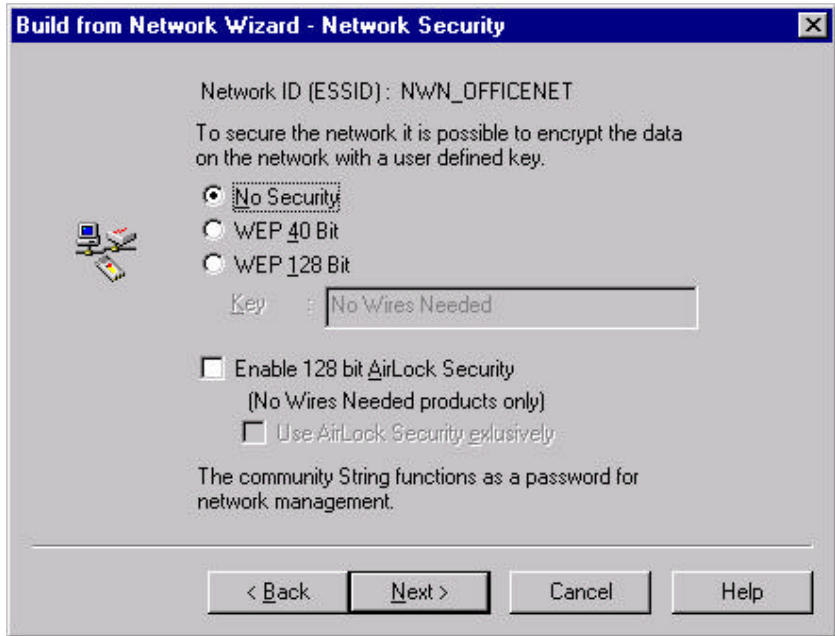 Build from Network Wizard - Network Security
Network ID (ESSID) : NWN_OFFICENET
To secure the network it is possible to encrypt the data
on the network with a user defined key.
No Security
WEP 40 Bit
WEP 128 Bit
Key : No Wires Needed
Enable 128 bit AirLock Security
(No Wires Needed products only)
Use AirLock Security exlusively
The community String functions as a password for
network management.
< Back Next > Cancel Help